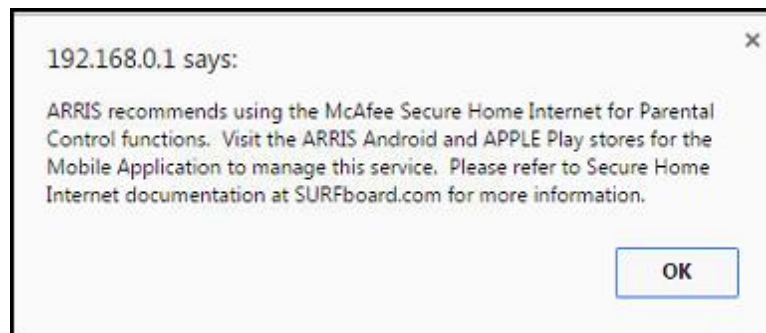 192.168.0.1 says:
ARRIS recommends using the McAfee Secure Home Internet for Parental
Control functions.  Visit the ARRIS Android and APPLE Play stores for the
Mobile Application to manage this service.  Please refer to Secure Home
Internet documentation at SURFboard.com for more information.
OK